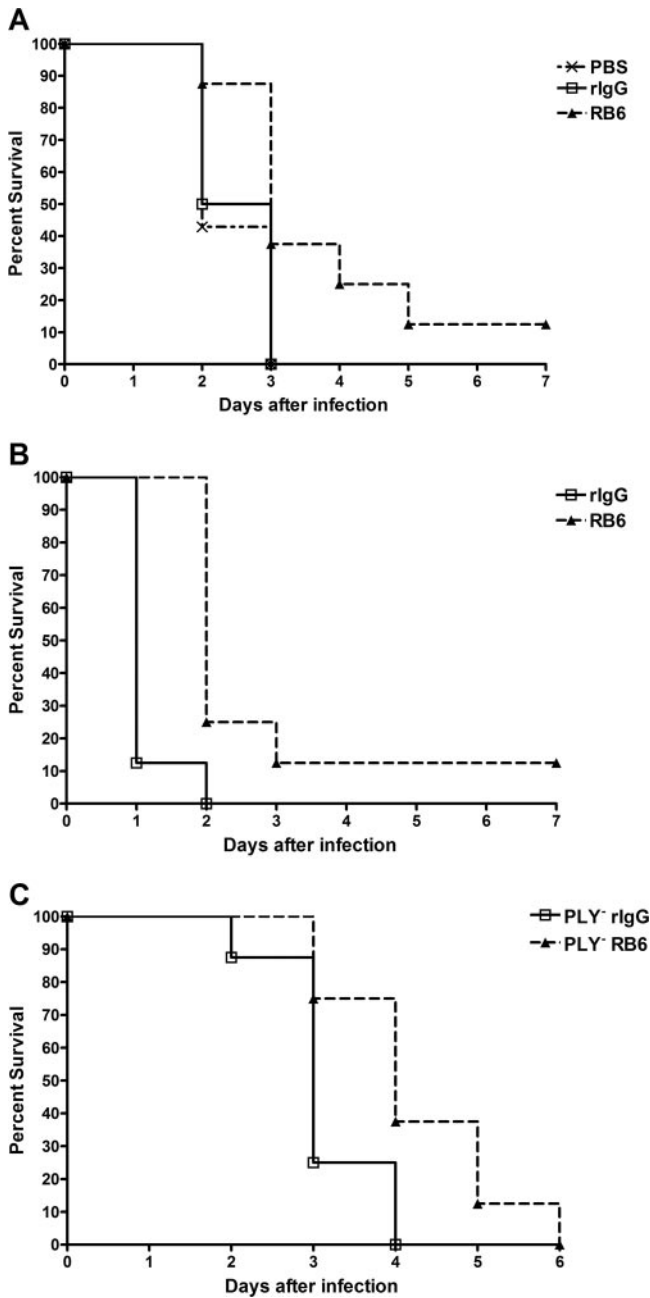 A
100
90
80
70
60
50
40
30
20
10
0
Percent Survival
PBS
rIgG
RB6
0 1 2 3 4 5 6 7
Days after infection
B
100
90
80
70
60
50
40
30
20
10
0
Percent Survival
rIgG
RB6
0 1 2 3 4 5 6 7
Days after infection
C
100
90
80
70
60
50
40
30
20
10
0
Percent Survival
PLY⁻ rIgG
PLY⁻ RB6
0 1 2 3 4 5 6
Days after infection